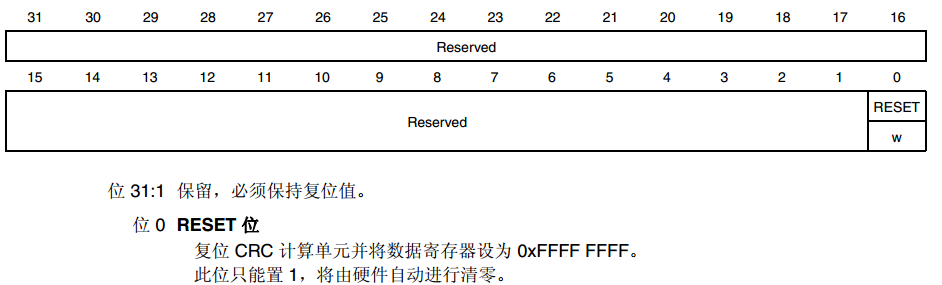 31 30 29 28 27 26 25 24 23 22 21 20 19 18 17 16
Reserved
15 14 13 12 11 10 9 8 7 6 5 4 3 2 1 0
Reserved RESET
w
位 31:1 保留，必须保持复位值。
位 0 RESET 位
复位 CRC 计算单元并将数据寄存器设为 0xFFFF FFFF。
此位只能置 1，将由硬件自动进行清零。